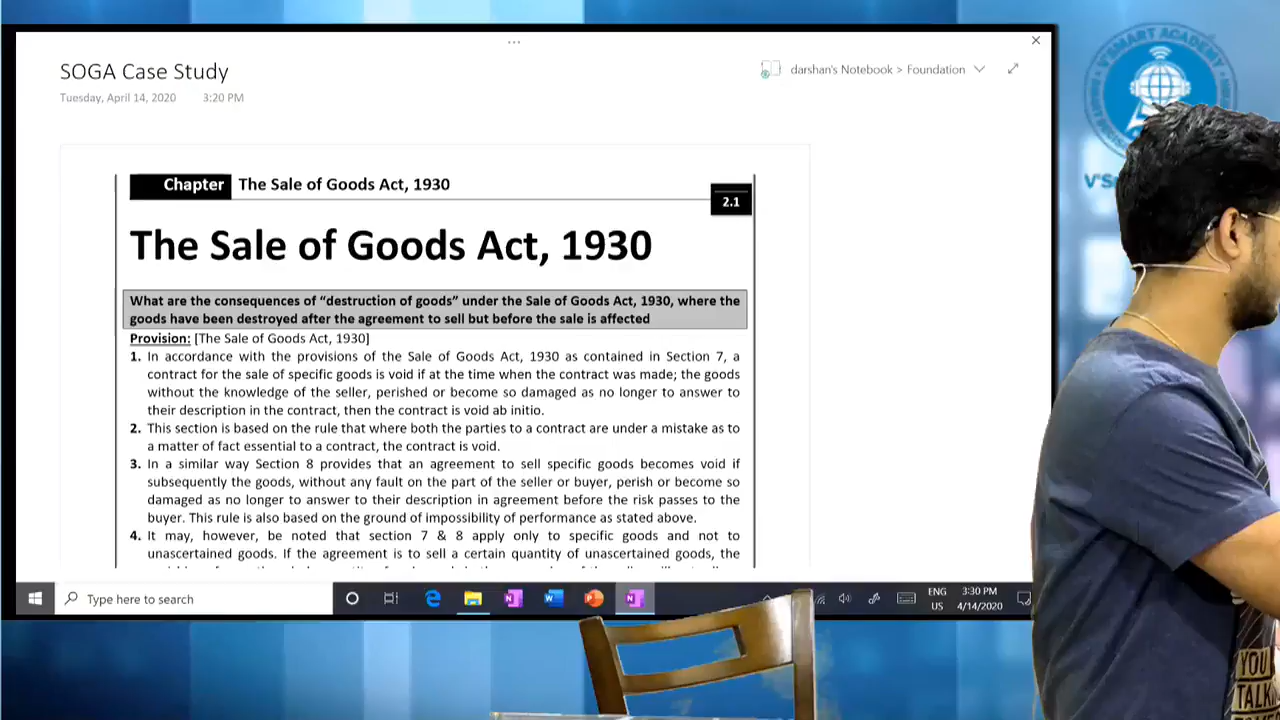 SOGA Case Study
darshan's Notebook > Foundation
Tuesday, April 14, 2020 3:20 PM
Chapter The Sale of Goods Act, 1930
2.1
The Sale of Goods Act, 1930
What are the consequences of “destruction of goods” under the Sale of Goods Act, 1930, where the
goods have been destroyed after the agreement to sell but before the sale is affected
Provision: [The Sale of Goods Act, 1930]
1. In accordance with the provisions of the Sale of Goods Act, 1930 as contained in Section 7, a
contract for the sale of specific goods is void if at the time when the contract was made; the goods
without the knowledge of the seller, perished or become so damaged as no longer to answer to
their description in the contract, then the contract is void ab initio.
2. This section is based on the rule that where both the parties to a contract are under a mistake as to
a matter of fact essential to a contract, the contract is void.
3. In a similar way Section 8 provides that an agreement to sell specific goods becomes void if
subsequently the goods, without any fault on the part of the seller or buyer, perish or become so
damaged as no longer to answer to their description in agreement before the risk passes to the
buyer. This rule is also based on the ground of impossibility of performance as stated above.
4. It may, however, be noted that section 7 & 8 apply only to specific goods and not to
unascertained goods. If the agreement is to sell a certain quantity of unascertained goods, the
Type here to search
ENG
US
3:30 PM
4/14/2020
V'SMART ACADEMY
YOU
TALK